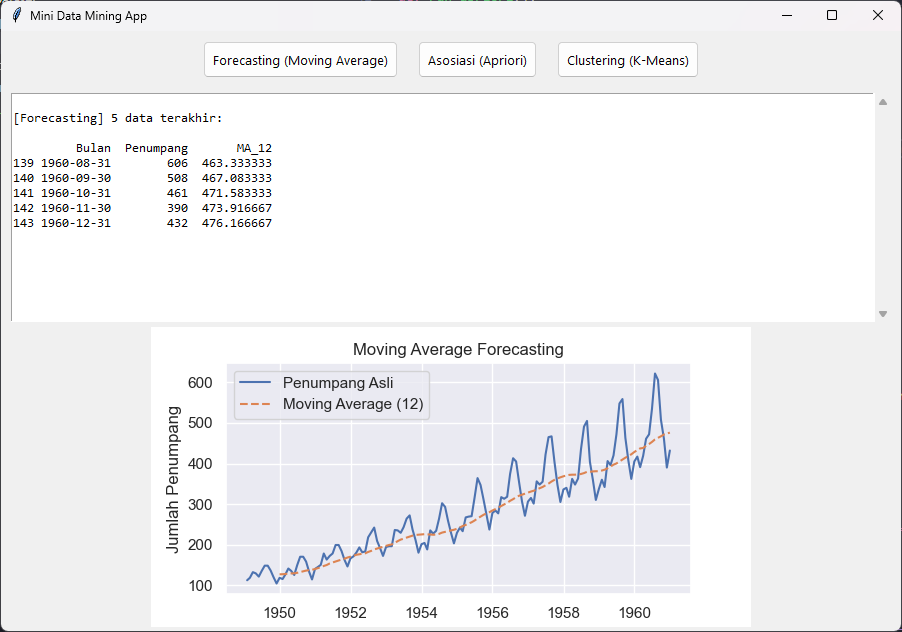 Mini Data Mining App
Forecasting (Moving Average) Asosiasi (Apriori) Clustering (K-Means)
[Forecasting] 5 data terakhir:
Bulan Penumpang MA_12
139 1960-08-31 606 463.333333
140 1960-09-30 508 467.083333
141 1960-10-31 461 471.583333
142 1960-11-30 390 473.916667
143 1960-12-31 432 476.166667
Moving Average Forecasting
Penumpang Asli
Moving Average (12)
Jumlah Penumpang
600
500
400
300
200
100
1950 1952 1954 1956 1958 1960